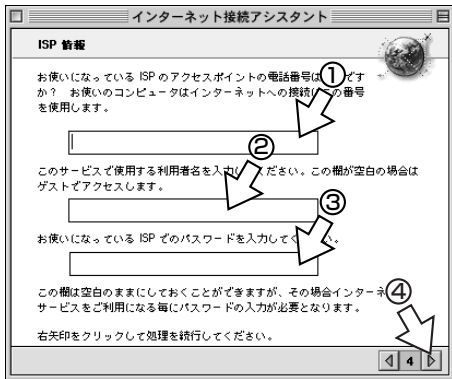 インターネット接続アシスタント
ISP 情報
お使いになっている ISP のアクセスポイントの電話番号は
①
です
か？ お使いのコンピュータはインターネットへの接続に
の番号
を使用します。
②
このサービスで使用する利用者名を入力
ください。この欄が空白の場合は
ゲストでアクセスします。
③
お使いになっている ISP でのパスワードを入力して
い。
この欄は空白のままにしておくことができますが、その場合インターネ
④
サービスをご利用になる毎にパスワードの入力が必要となります。
右矢印をクリックして処理を続行してください。
4